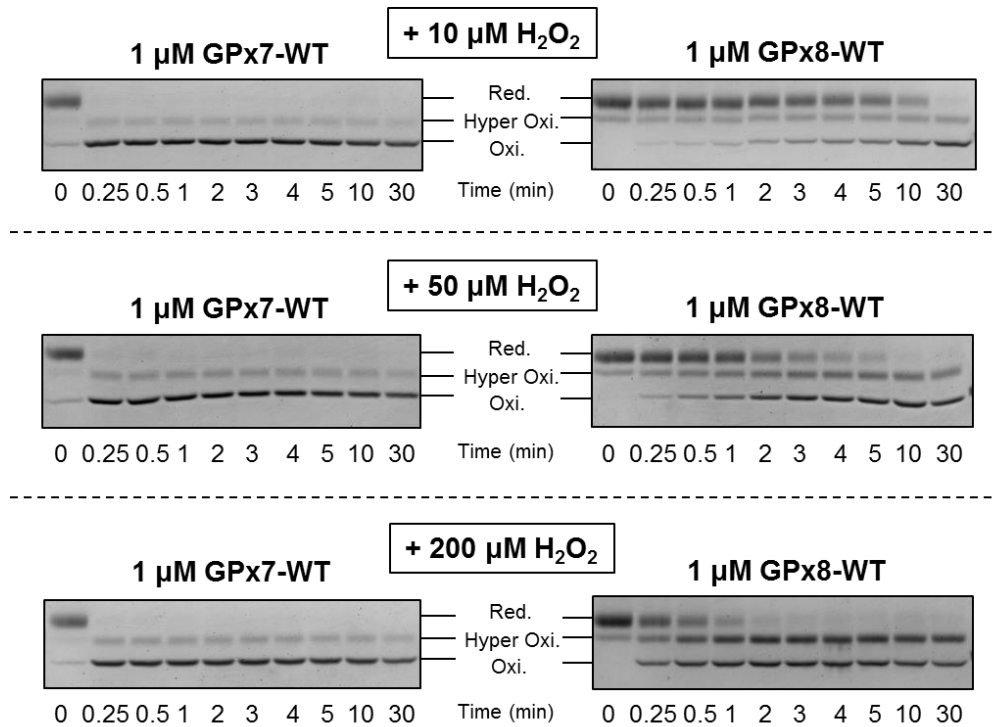 + 10 µM H₂O₂
1 µM GPx7-WT
1 µM GPx8-WT
Red.
Hyper Oxi.
Oxi.
0 0.25 0.5 1 2 3 4 5 10 30 Time (min) 0 0.25 0.5 1 2 3 4 5 10 30
+ 50 µM H₂O₂
1 µM GPx7-WT
1 µM GPx8-WT
Red.
Hyper Oxi.
Oxi.
0 0.25 0.5 1 2 3 4 5 10 30 Time (min) 0 0.25 0.5 1 2 3 4 5 10 30
+ 200 µM H₂O₂
1 µM GPx7-WT
1 µM GPx8-WT
Red.
Hyper Oxi.
Oxi.
0 0.25 0.5 1 2 3 4 5 10 30 Time (min) 0 0.25 0.5 1 2 3 4 5 10 30